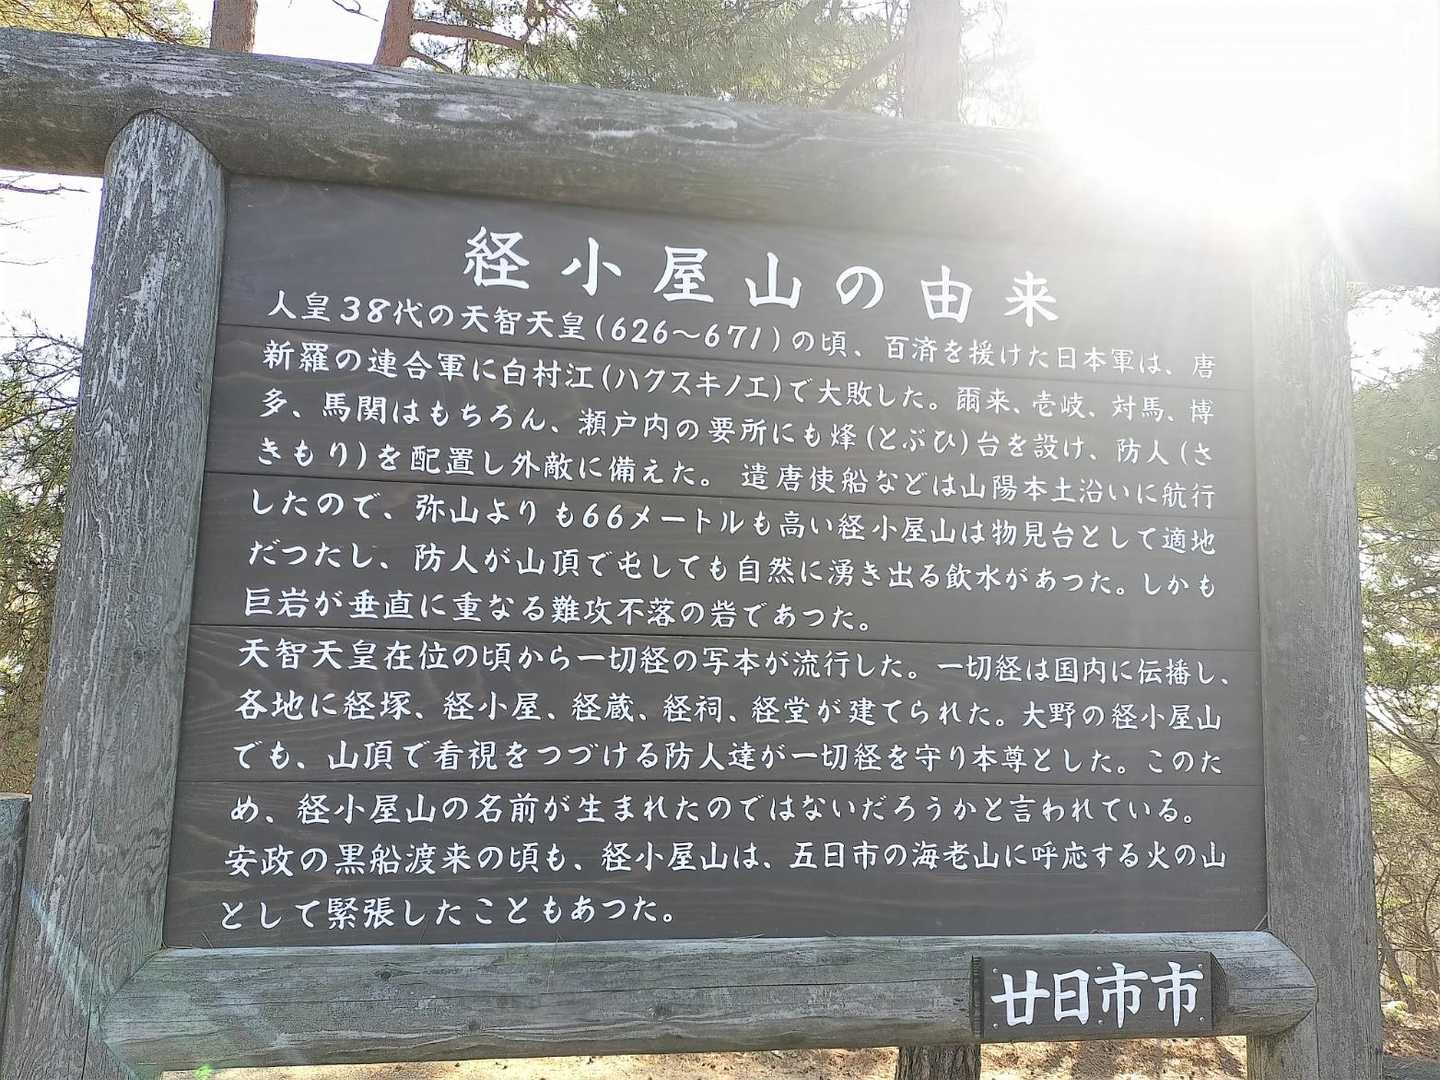 経小屋山の由来
人皇38代の天智天皇(626～671)の頃、百済を援けた日本軍は、唐
新羅の連合軍に白村江(ハクスキノエ)で大敗した。爾来、壱岐、対馬、博
多、馬関はもちろん、瀬戸内の要所にも烽(とぶひ)台を設け、防人(さ
きもり)を配置し外敵に備えた。 遣唐使船などは山陽本土沿いに航行
したので、弥山よりも66メートルも高い経小屋山は物見台として適地
だつたし、防人が山頂で屯しても自然に湧き出る飲水があつた。しかも
巨岩が垂直に重なる難攻不落の砦であつた。
天智天皇在位の頃から一切経の写本が流行した。一切経は国内に伝播し、
各地に経塚、経小屋、経蔵、経祠、経堂が建てられた。大野の経小屋山
でも、山頂で看視をつづける防人達が一切経を守り本尊とした。このた
め、経小屋山の名前が生まれたのではないだろうかと言われている。
安政の黒船渡来の頃も、経小屋山は、五日市の海老山に呼応する火の山
として緊張したこともあつた。
廿日市市